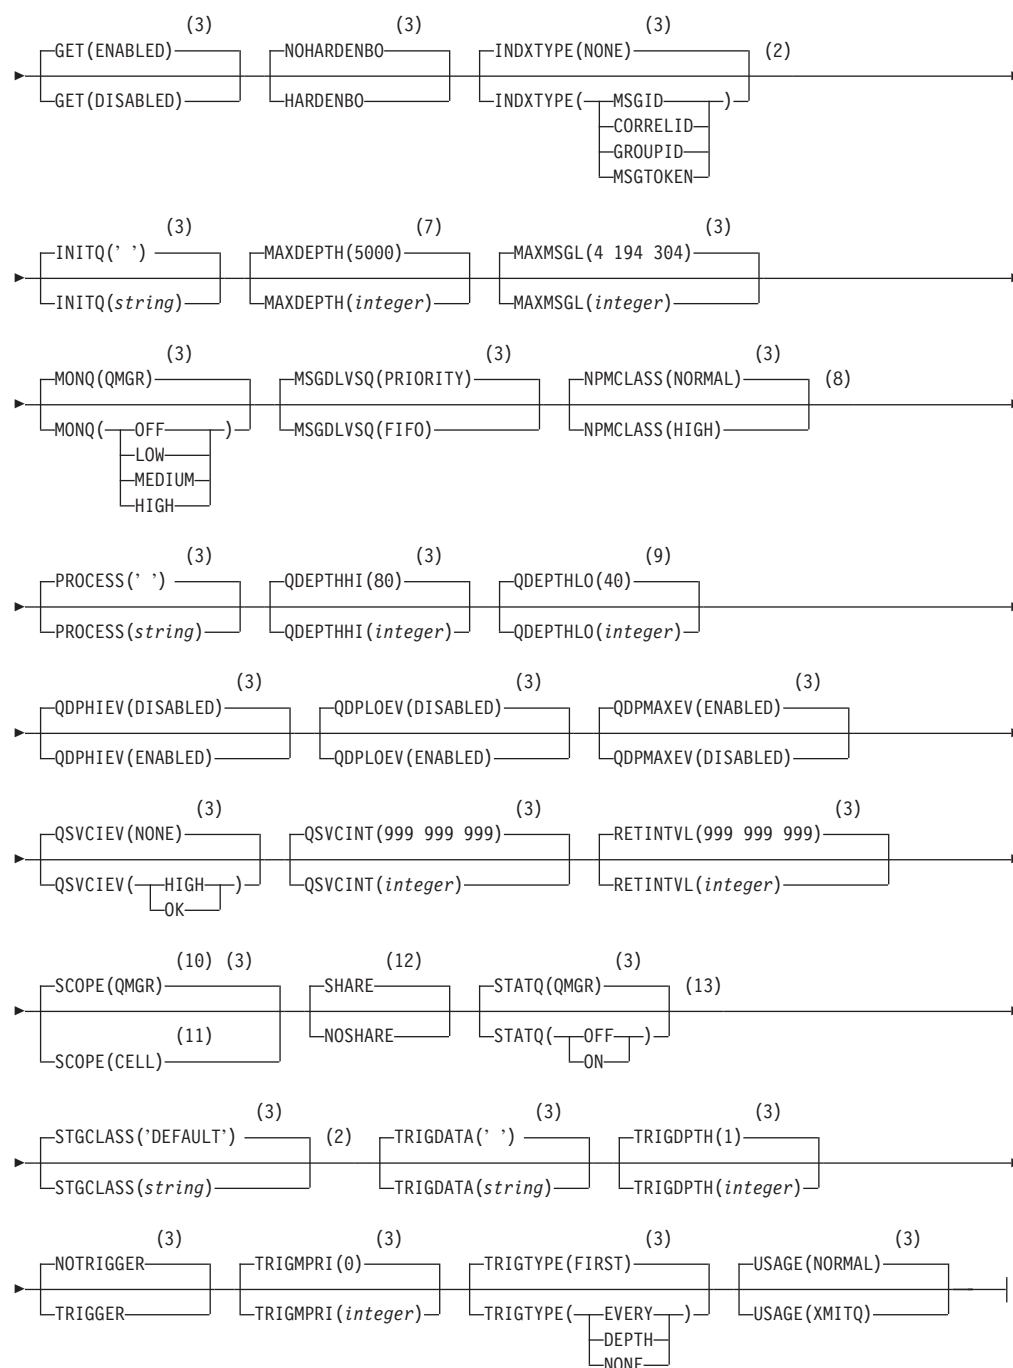 (3) (3) (3)
GET(ENABLED) NOHARDENBO INDXTYPE(NONE) (2)
GET(DISABLED) HARDENBO INDXTYPE( MSGID )
CORRELID
GROUPID
MSGTOKEN
(3) (7) (3)
INITQ(' ') MAXDEPTH(5000) MAXMSGL(4 194 304)
INITQ(string) MAXDEPTH(integer) MAXMSGL(integer)
(3) (3) (3)
MONQ(QMGR) MSGDLVSQ(PRIORITY) NPMCLASS(NORMAL) (8)
MONQ( OFF ) MSGDLVSQ(FIFO) NPMCLASS(HIGH)
LOW
MEDIUM
HIGH
(3) (3) (9)
PROCESS(' ') QDEPTHHI(80) QDEPTHLO(40)
PROCESS(string) QDEPTHHI(integer) QDEPTHLO(integer)
(3) (3) (3)
QDPHIEV(DISABLED) QDPLOEV(DISABLED) QDPMAXEV(ENABLED)
QDPHIEV(ENABLED) QDPLOEV(ENABLED) QDPMAXEV(DISABLED)
(3) (3) (3)
QSVCIEV(NONE) QSVCINT(999 999 999) RETINTVL(999 999 999)
QSVCIEV( HIGH ) QSVCINT(integer) RETINTVL(integer)
OK
(10) (3) (12) (3)
SCOPE(QMGR) SHARE STATQ(QMGR) (13)
(11) NOSHARE STATQ( OFF )
SCOPE(CELL) ON
(3) (3) (3)
STGCLASS('DEFAULT') (2) TRIGDATA(' ') TRIGDPTH(1)
STGCLASS(string) TRIGDATA(string) TRIGDPTH(integer)
(3) (3) (3) (3)
NOTRIGGER TRIGMPRI(0) TRIGTYPE(FIRST) USAGE(NORMAL)
TRIGGER TRIGMPRI(integer) TRIGTYPE( EVERY ) USAGE(XMITQ)
DEPTH
NONE